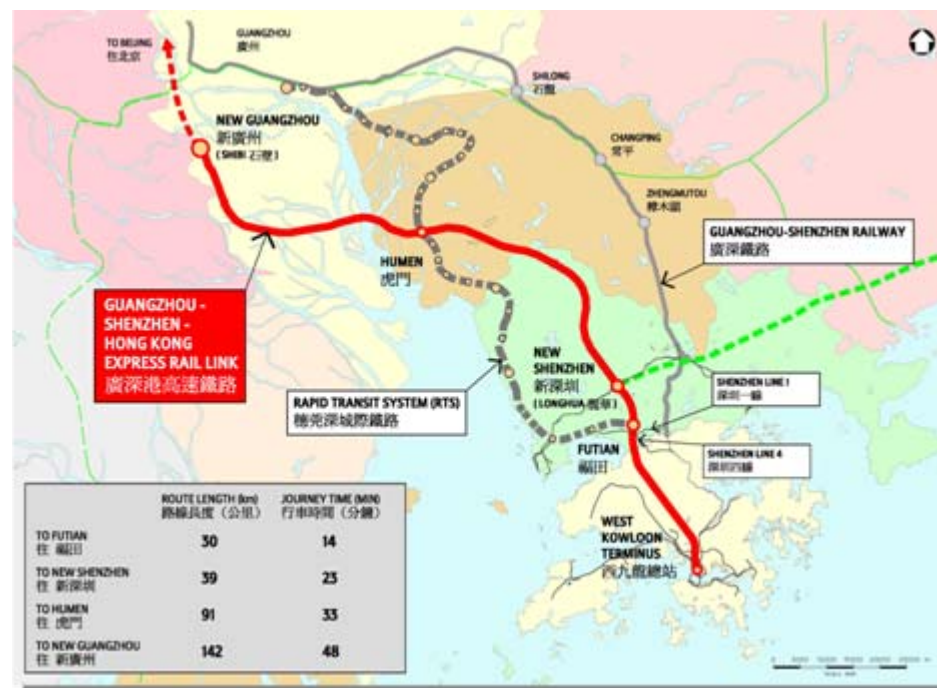 TO BEIJING
往北京
GUANGZHOU
廣州
SHILONG
石龍
NEW GUANGZHOU
新廣州
(SHIBI 石壁)
CHANGPING
常平
ZHENGMUTOU
樟木頭
GUANGZHOU-SHENZHEN RAILWAY
廣深鐵路
HUMEN
虎門
GUANGZHOU -
SHENZHEN -
HONG KONG
EXPRESS RAIL LINK
廣深港高速鐵路
NEW
SHENZHEN
新深圳
(LONGHUA 龍華)
SHENZHEN LINE 1
深圳一線
RAPID TRANSIT SYSTEM (RTS)
穗莞深城際鐵路
FUTIAN
福田
SHENZHEN LINE 4
深圳四線
WEST
KOWLOON
TERMINUS
西九龍總站
ROUTE LENGTH (km) JOURNEY TIME (MIN)
路線長度（公里） 行車時間（分鐘）
TO FUTIAN
往 福田 30 14
TO NEW SHENZHEN
往 新深圳 39 23
TO HUMEN
往 虎門 91 33
TO NEW GUANGZHOU
往 新廣州 142 48